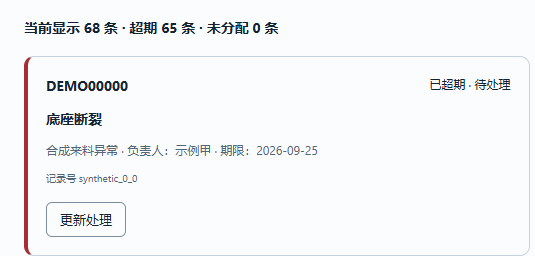 当前显示 68 条 · 超期 65 条 · 未分配 0 条
DEMO00000
已超期 · 待处理
底座断裂
合成来料异常 · 负责人：示例甲 · 期限：2026-09-25
记录号 synthetic_0_0
更新处理